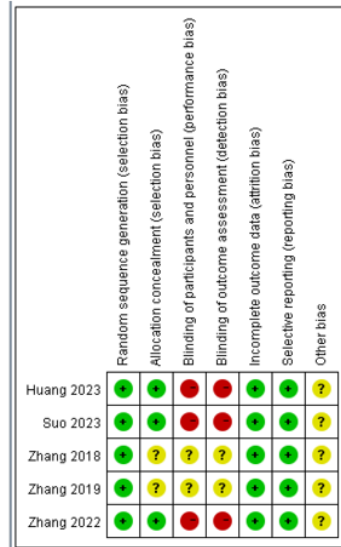 Random sequence generation (selection bias)
Allocation concealment (selection bias)
Blinding of participants and personnel (performance bias)
Blinding of outcome assessment (detection bias)
Incomplete outcome data (attrition bias)
Selective reporting (reporting bias)
Other bias
Huang 2023 + + - - + + ?
Suo 2023 + + - - + + ?
Zhang 2018 + ? ? ? + + ?
Zhang 2019 + ? ? ? + + ?
Zhang 2022 + + - - + + ?